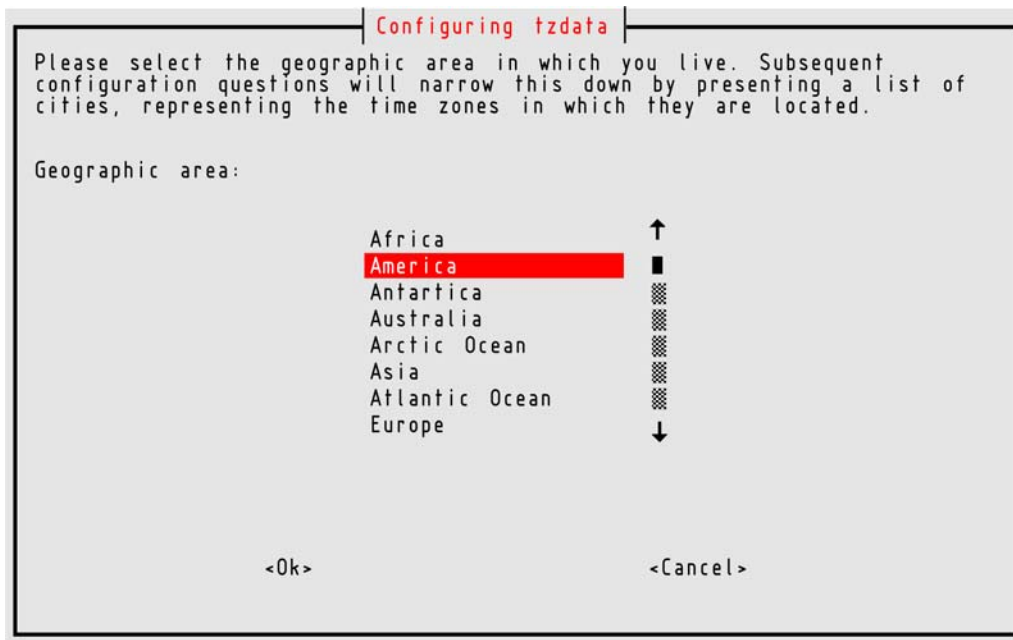 Configuring tzdata
Please select the geographic area in which you live. Subsequent
configuration questions will narrow this down by presenting a list of
cities, representing the time zones in which they are located.
Geographic area:
Africa
America
Antartica
Australia
Arctic Ocean
Asia
Atlantic Ocean
Europe
<Ok> <Cancel>